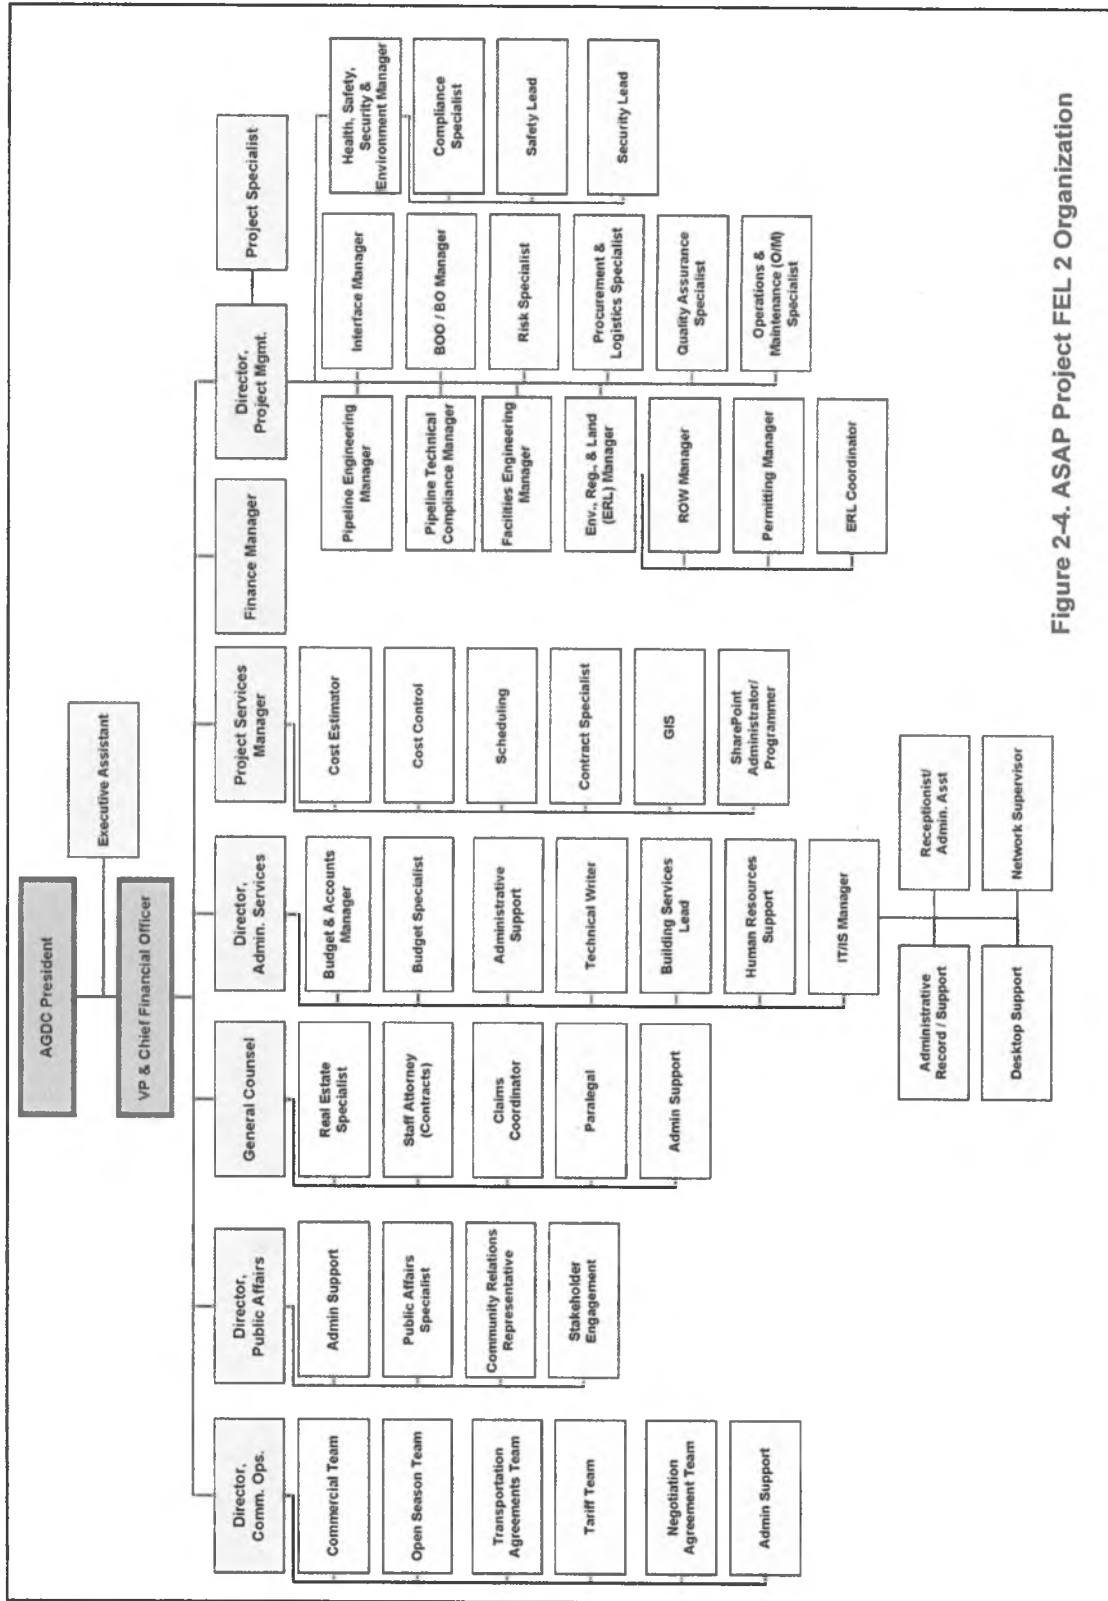 AGDC President
Executive Assistant
VP & Chief Financial Officer
Director,
Comm. Ops.
Commercial Team
Open Season Team
Transportation
Agreements Team
Tariff Team
Negotiation
Agreement Team
Admin Support
Director,
Public Affairs
Admin Support
Public Affairs
Specialist
Community Relations
Representative
Stakeholder
Engagement
General Counsel
Real Estate
Specialist
Staff Attorney
(Contracts)
Claims
Coordinator
Paralegal
Admin Support
Director,
Admin. Services
Budget & Accounts
Manager
Budget Specialist
Administrative
Support
Technical Writer
Building Services
Lead
Human Resources
Support
IT/IS Manager
Administrative
Record / Support
Receptionist/
Admin. Asst
Desktop Support
Network Supervisor
Project Services
Manager
Cost Estimator
Cost Control
Scheduling
Contract Specialist
GIS
SharePoint
Administrator/
Programmer
Finance Manager
Director,
Project Mgmt.
Project Specialist
Pipeline Engineering
Manager
Pipeline Technical
Compliance Manager
Facilities Engineering
Manager
Env., Reg., & Land
(ERL) Manager
ROW Manager
Permitting Manager
ERL Coordinator
Interface Manager
BOO / BO Manager
Risk Specialist
Procurement &
Logistics Specialist
Quality Assurance
Specialist
Operations &
Maintenance (O/M)
Specialist
Health, Safety,
Security &
Environment Manager
Compliance
Specialist
Safety Lead
Security Lead
Figure 2-4. ASAP Project FEL 2 Organization